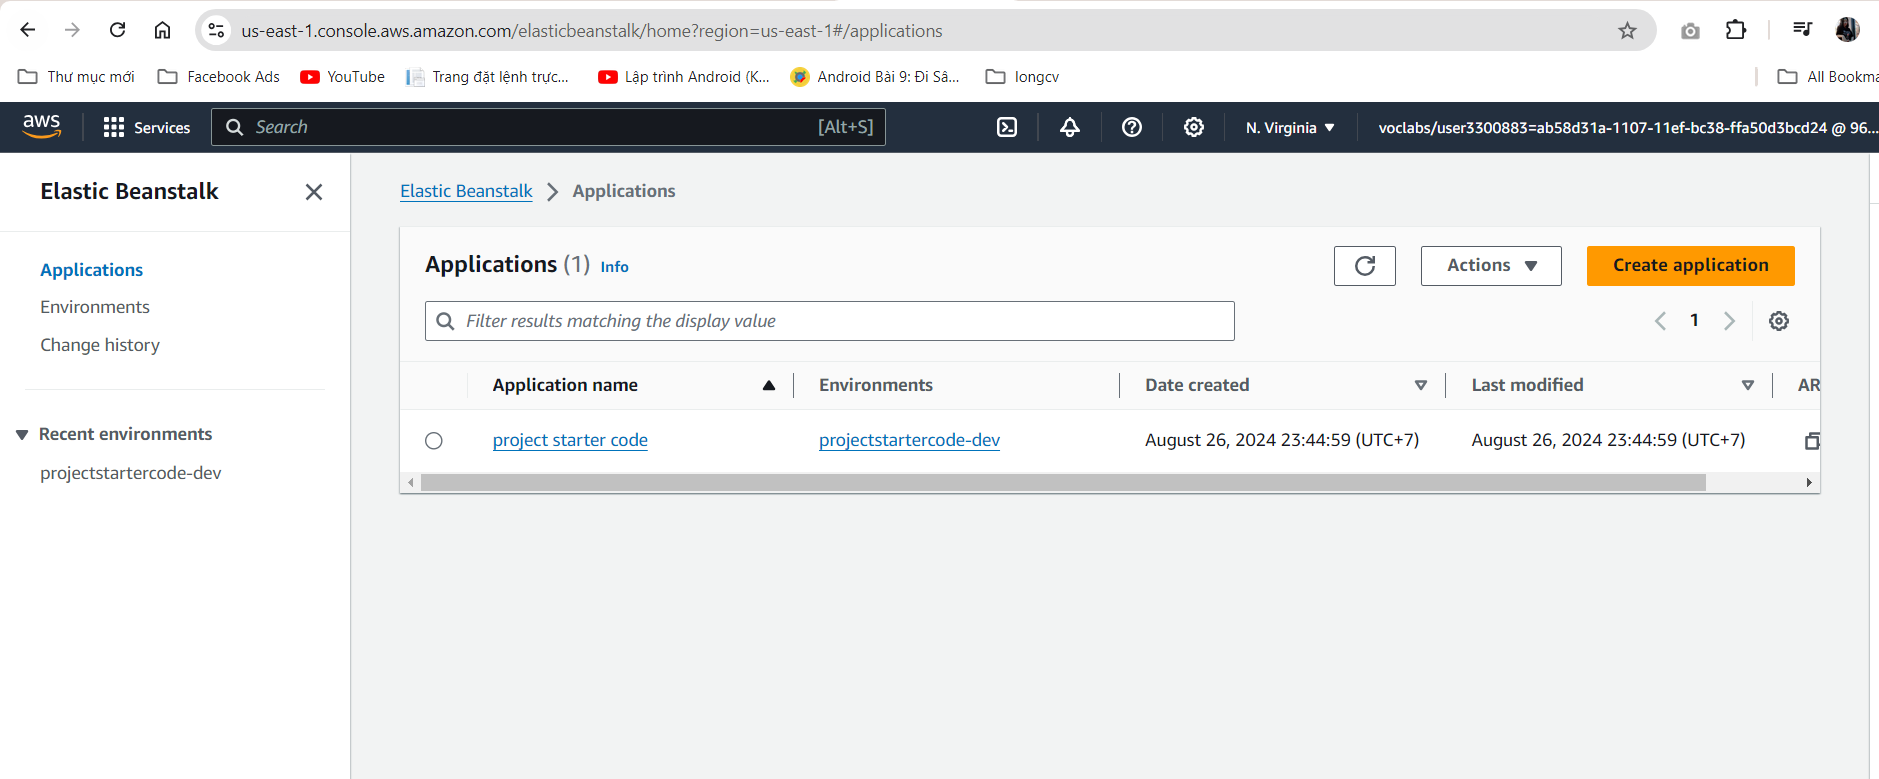 us-east-1.console.aws.amazon.com/elasticbeanstalk/home?region=us-east-1#/applications
Thư mục mới Facebook Ads YouTube Trang đặt lệnh trực... Lập trình Android (K... Android Bài 9: Đi Sâ... longcv All Bookma
aws Services Search [Alt+S] N. Virginia voclabs/user3300883=ab58d31a-1107-11ef-bc38-ffa50d3bcd24 @ 96...
Elastic Beanstalk
Applications
Environments
Change history
Recent environments
projectstartercode-dev
Elastic Beanstalk Applications
Applications (1) Info Actions Create application
Filter results matching the display value 1
Application name Environments Date created Last modified AR
project starter code projectstartercode-dev August 26, 2024 23:44:59 (UTC+7) August 26, 2024 23:44:59 (UTC+7)